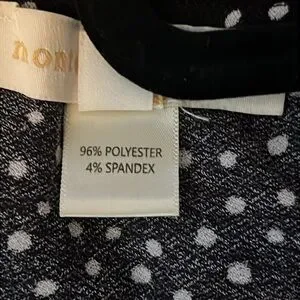 96% POLYESTER
4% SPANDEX